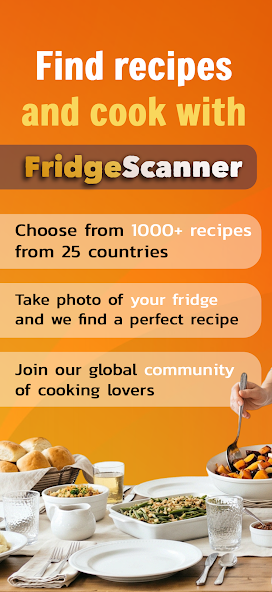 Find recipes
and cook with
FridgeScanner
Choose from 1000+ recipes
from 25 countries
Take photo of your fridge
and we find a perfect recipe
Join our global community
of cooking lovers